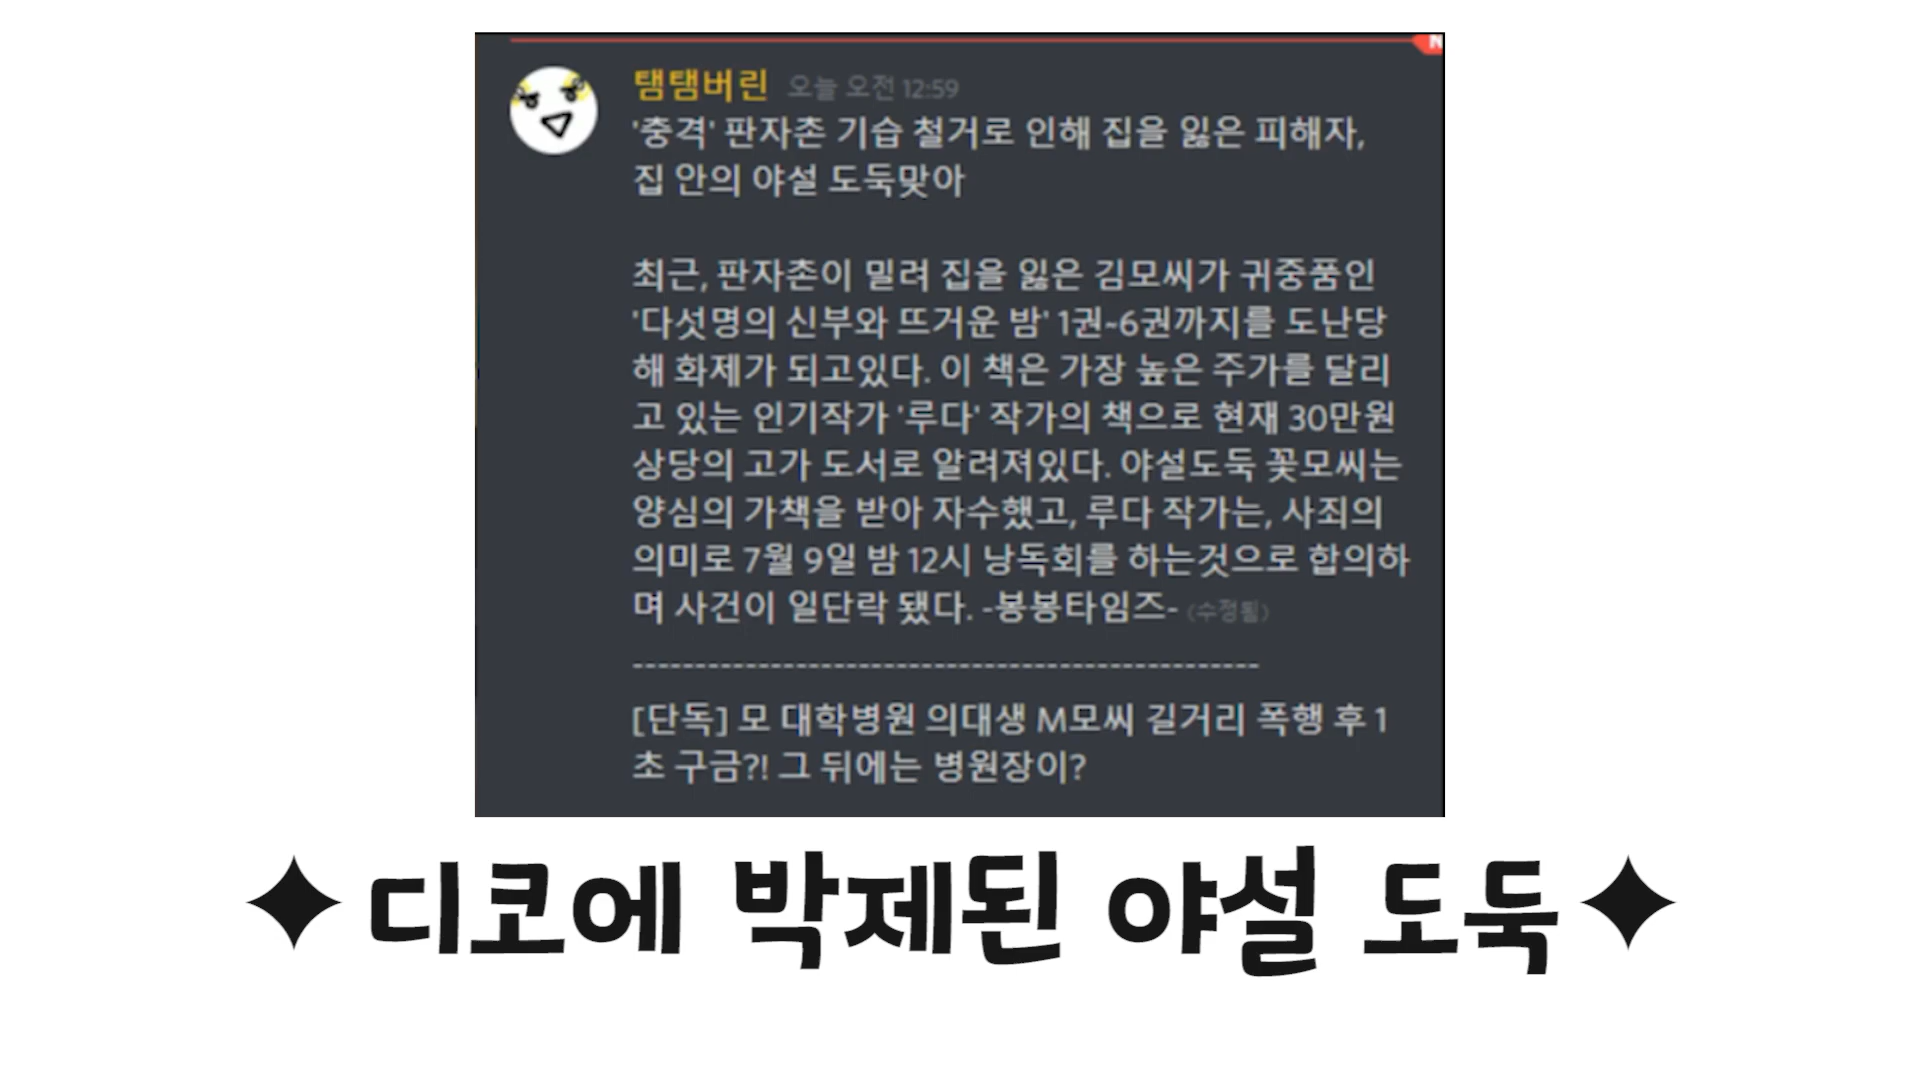 탬탬버린 오늘 오전 12:59
'충격' 판자촌 기습 철거로 인해 집을 잃은 피해자,
집 안의 야설 도둑맞아
최근, 판자촌이 밀려 집을 잃은 김모씨가 귀중품인
'다섯명의 신부와 뜨거운 밤' 1권~6권까지를 도난당
해 화제가 되고있다. 이 책은 가장 높은 주가를 달리
고 있는 인기작가 '루다' 작가의 책으로 현재 30만원
상당의 고가 도서로 알려져있다. 야설도둑 꽃모씨는
양심의 가책을 받아 자수했고, 루다 작가는, 사죄의
의미로 7월 9일 밤 12시 낭독회를 하는것으로 합의하
며 사건이 일단락 됐다. -봉봉타임즈- (수정됨)
--------------------------------------------------
[단독] 모 대학병원 의대생 M모씨 길거리 폭행 후 1
초 구금?! 그 뒤에는 병원장이?
✦디코에 박제된 야설 도둑✦